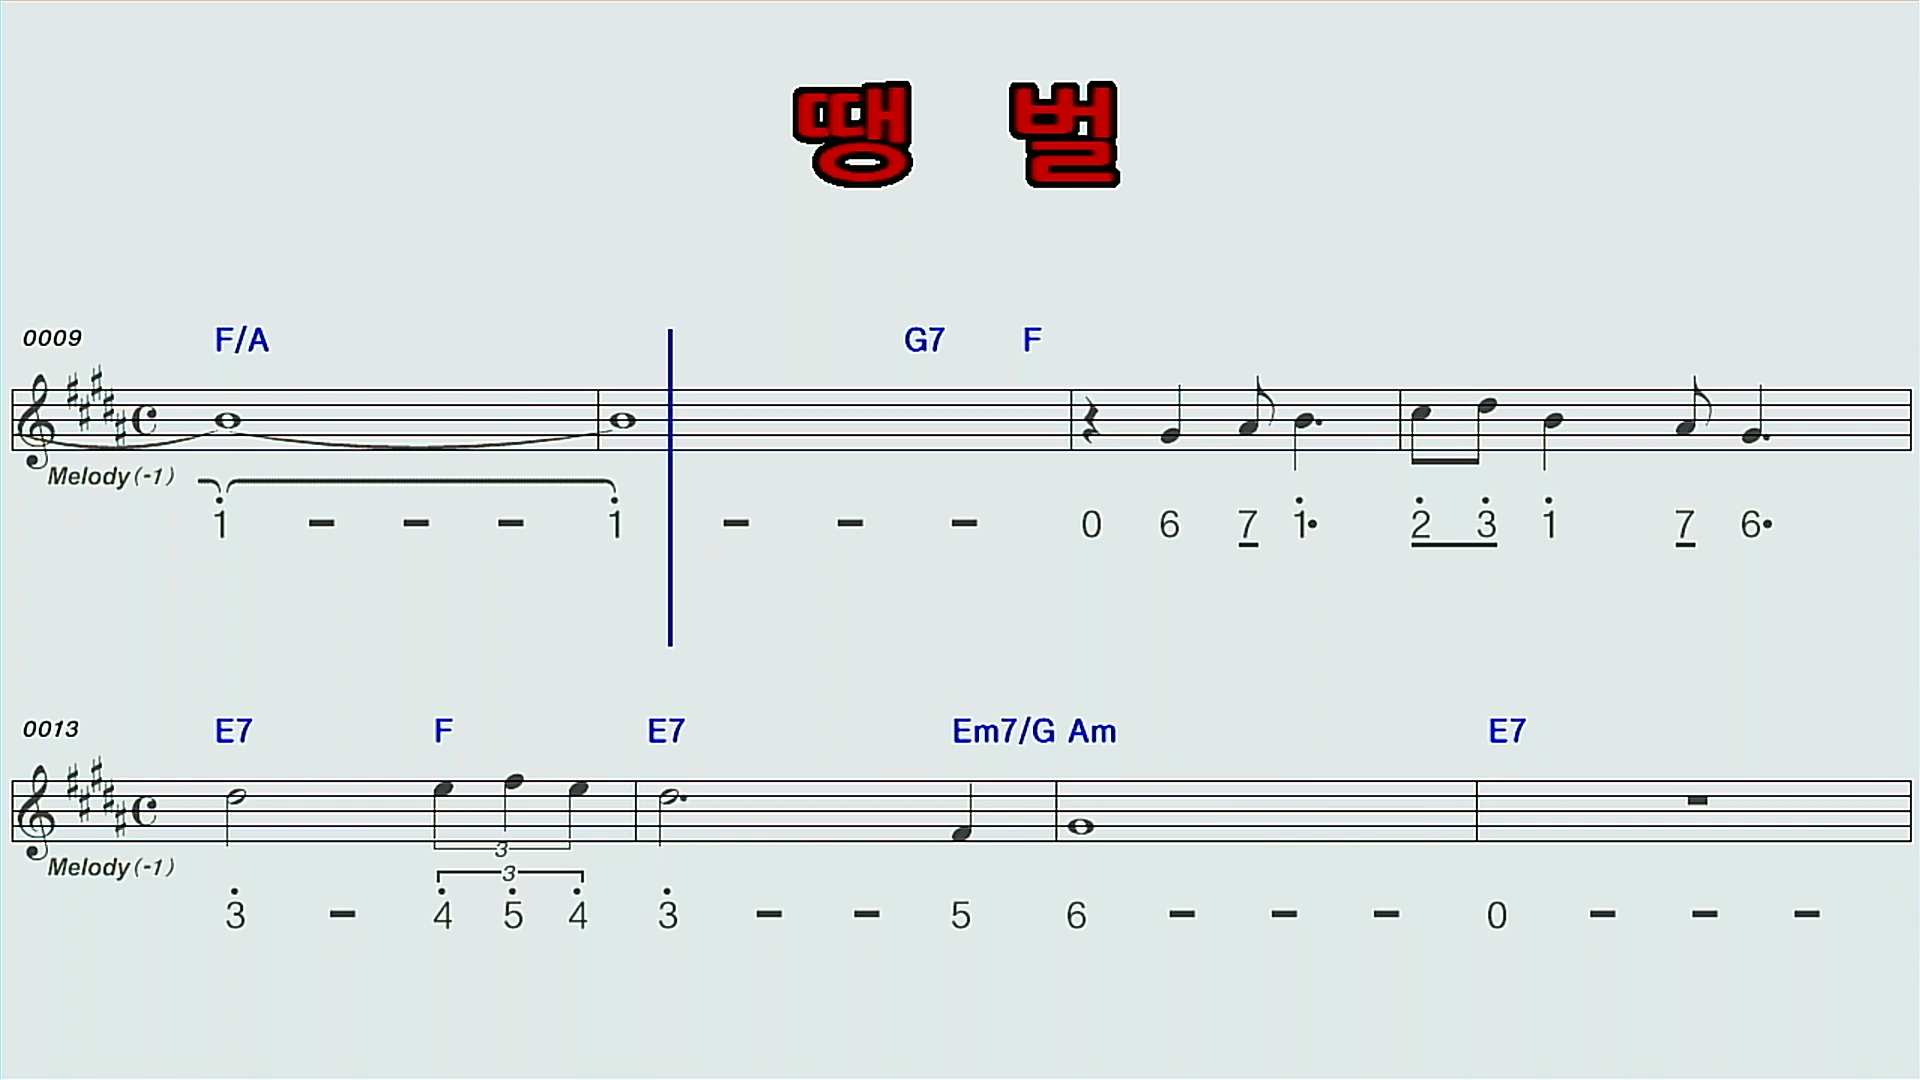 땡 벌
0009 F/A G7 F
Melody(-1)
1 - - - 1 - - - 0 6 7 1• 2 3 1 7 6•
0013 E7 F E7 Em7/G Am E7
3
Melody(-1)
3
3 - 4 5 4 3 - - 5 6 - - - 0 - - -